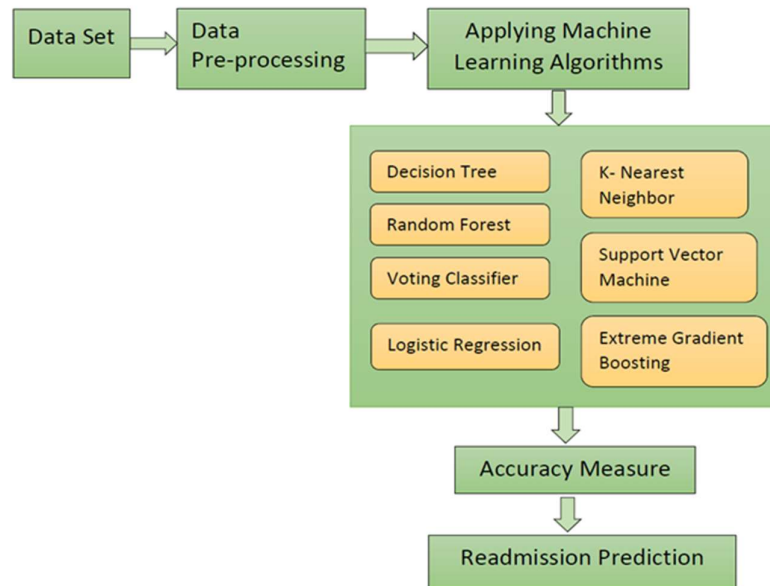 Data Set
Data
Pre-processing
Applying Machine
Learning Algorithms
Decision Tree
Random Forest
Voting Classifier
Logistic Regression
K- Nearest
Neighbor
Support Vector
Machine
Extreme Gradient
Boosting
Accuracy Measure
Readmission Prediction